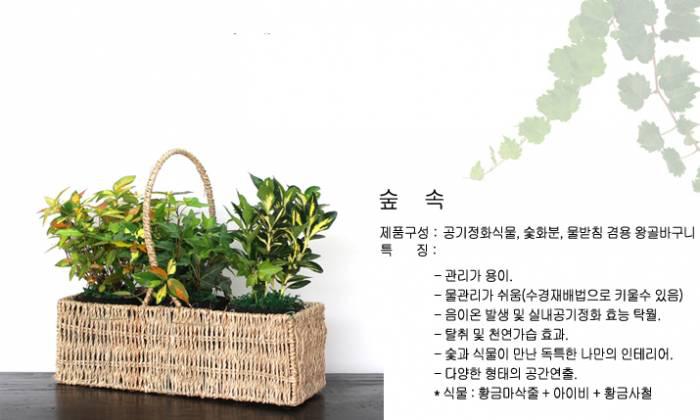 숲 속
제품구성 : 공기정화식물, 숯화분, 물받침 겸용 왕골바구니
특 징 :
- 관리가 용이.
- 물관리가 쉬움(수경재배법으로 키울수 있음)
- 음이온 발생 및 실내공기정화 효능 탁월.
- 탈취 및 천연가습 효과.
- 숯과 식물이 만난 독특한 나만의 인테리어.
- 다양한 형태의 공간연출.
* 식물 : 황금마삭줄 + 아이비 + 황금사철